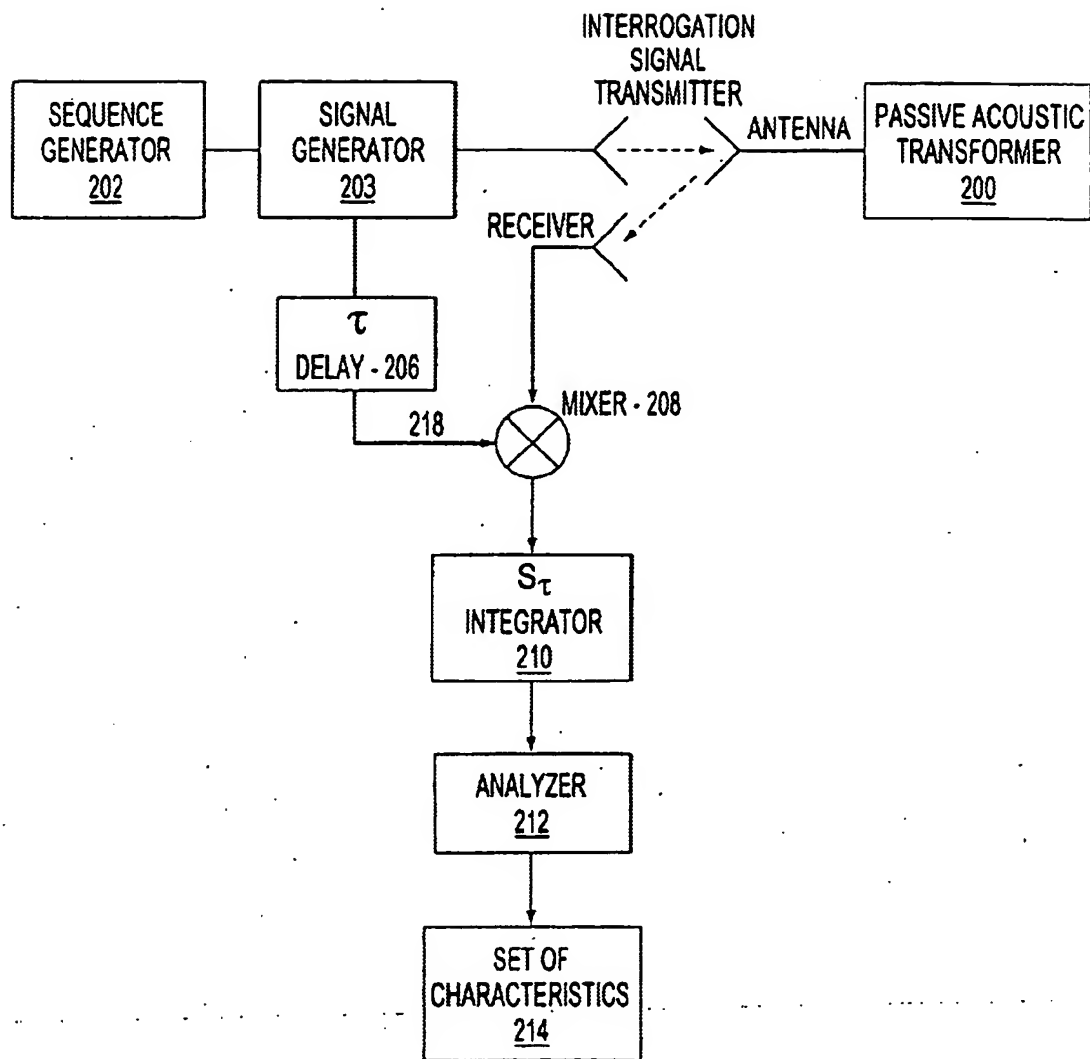 INTERROGATION
SIGNAL
TRANSMITTER
SEQUENCE
GENERATOR
202
SIGNAL
GENERATOR
203
ANTENNA
PASSIVE ACOUSTIC
TRANSFORMER
200
RECEIVER
τ
DELAY - 206
218
MIXER - 208
Sτ
INTEGRATOR
210
ANALYZER
212
SET OF
CHARACTERISTICS
214